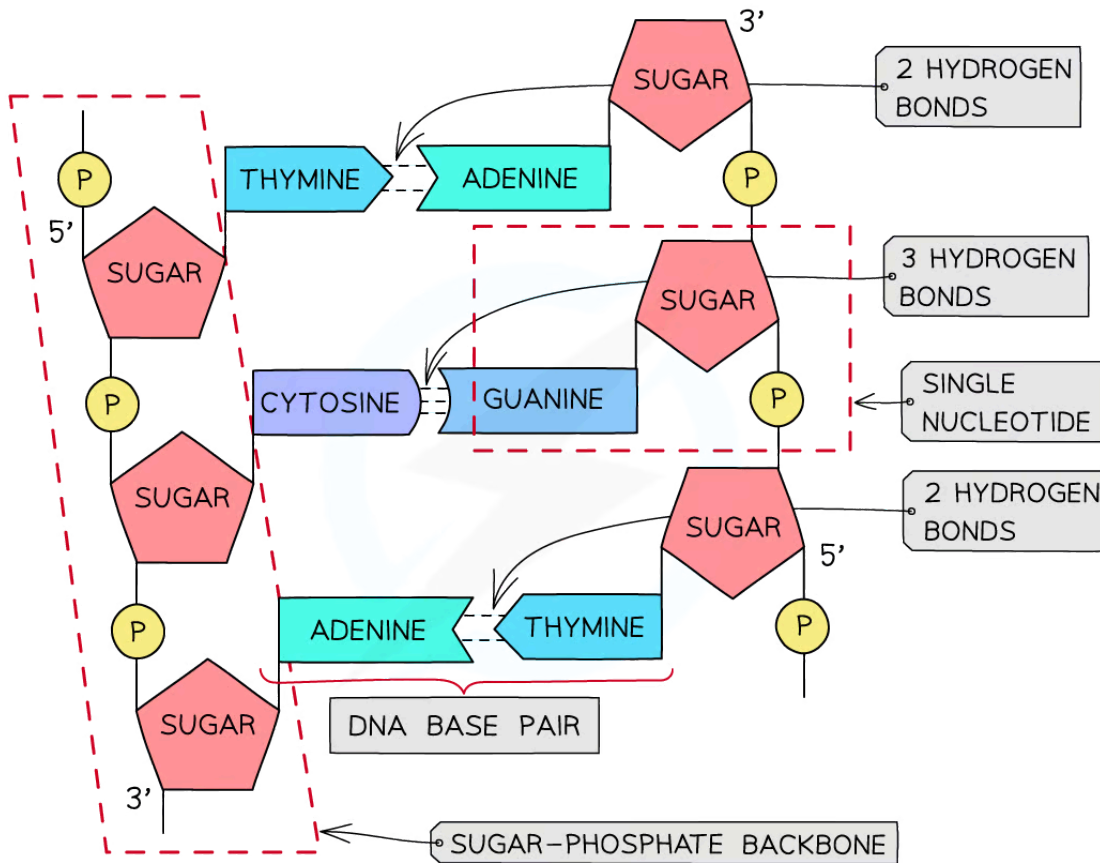 3’
SUGAR
2 HYDROGEN
BONDS
P
THYMINE
ADENINE
P
5’
SUGAR
SUGAR
3 HYDROGEN
BONDS
P
CYTOSINE
GUANINE
P
SINGLE
NUCLEOTIDE
SUGAR
SUGAR
2 HYDROGEN
BONDS
5’
P
ADENINE
THYMINE
P
SUGAR
DNA BASE PAIR
3’
SUGAR-PHOSPHATE BACKBONE